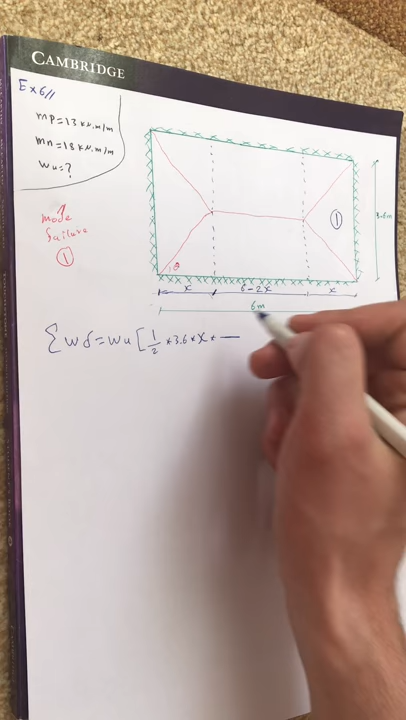 CAMBRIDGE
Ex 6//
mp=13 kN.m/m
mn=18 kN.m/m
wu=?
mode
failure
1
1
3.6m
θ
x 6-2x x
6m
Σwδ=wu[1/2*3.6*x*—